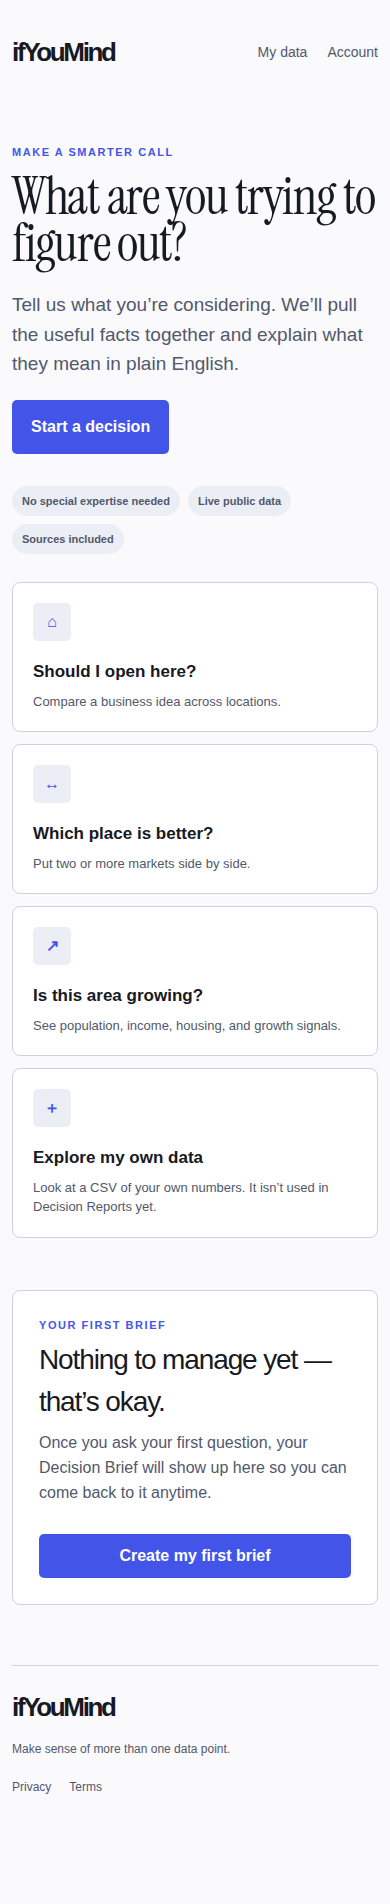 ifYouMind
My data Account
MAKE A SMARTER CALL
What are you trying to
figure out?
Tell us what you’re considering. We’ll pull
the useful facts together and explain what
they mean in plain English.
Start a decision
No special expertise needed Live public data
Sources included
⌂
Should I open here?
Compare a business idea across locations.
↔
Which place is better?
Put two or more markets side by side.
↗
Is this area growing?
See population, income, housing, and growth signals.
+
Explore my own data
Look at a CSV of your own numbers. It isn’t used in
Decision Reports yet.
YOUR FIRST BRIEF
Nothing to manage yet —
that’s okay.
Once you ask your first question, your
Decision Brief will show up here so you can
come back to it anytime.
Create my first brief
ifYouMind
Make sense of more than one data point.
Privacy Terms